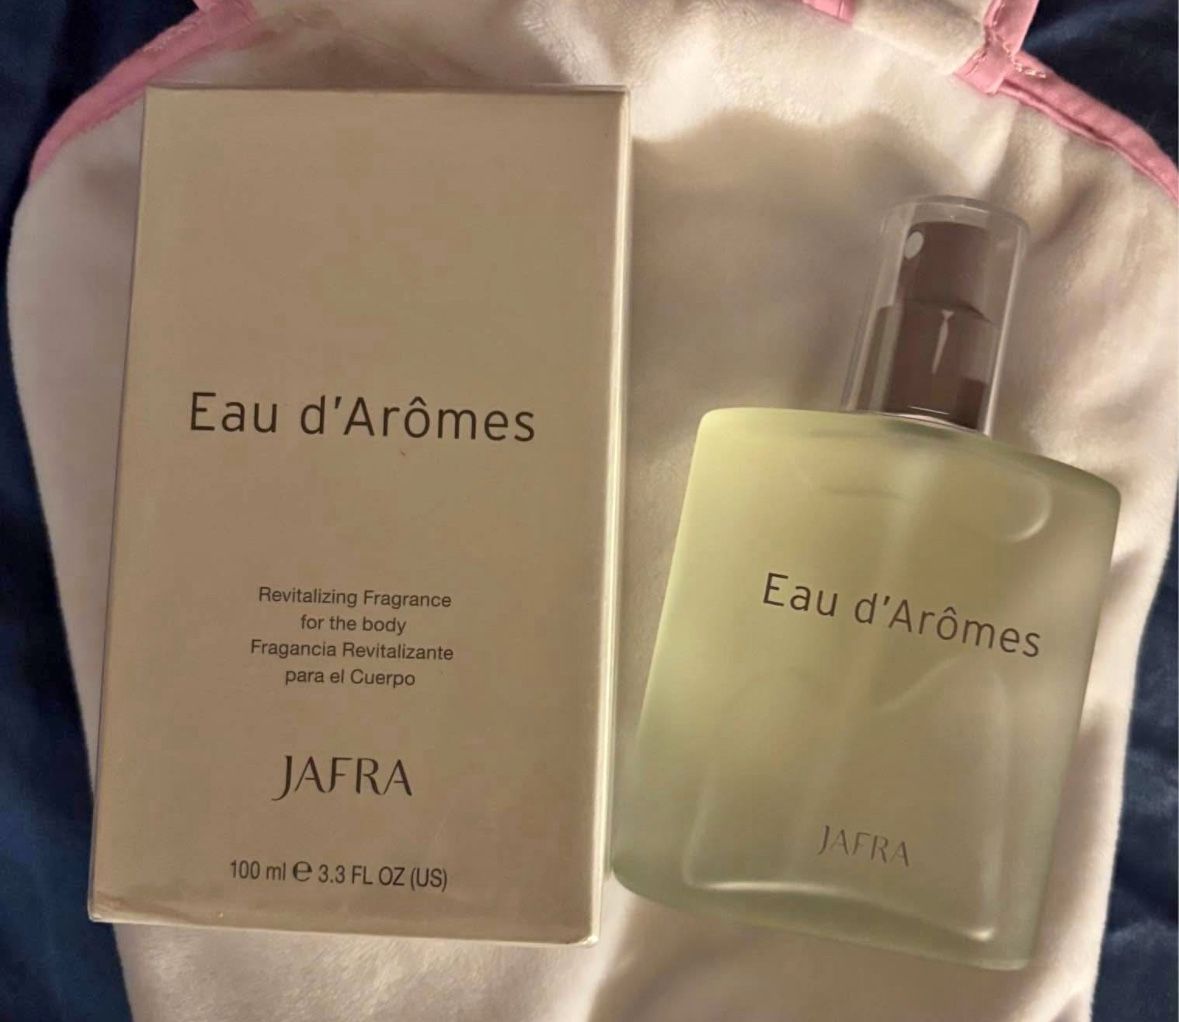 Eau d'Arômes
Revitalizing Fragrance
for the body
Fragancia Revitalizante
para el Cuerpo
JAFRA
100 ml ℮ 3.3 FL OZ (US)
Eau d'Arômes
JAFRA